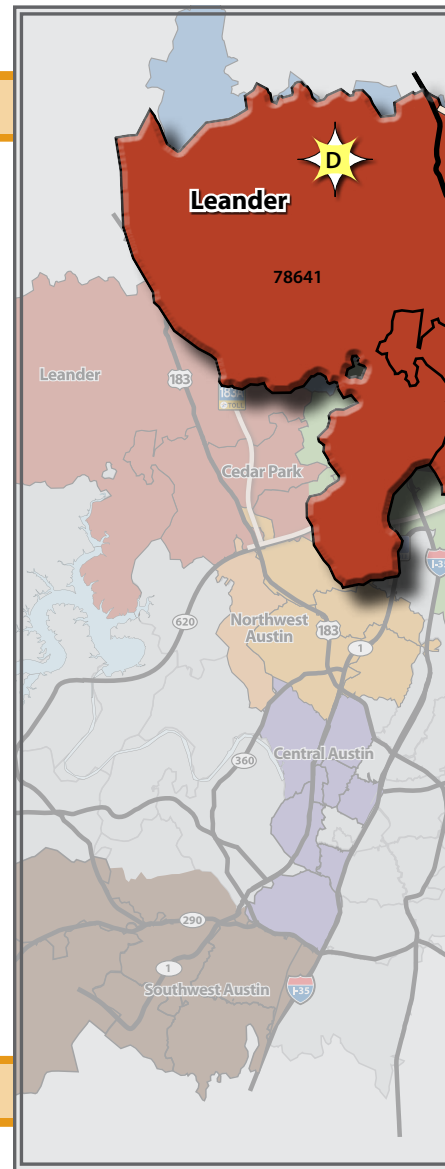 D
Leander
78641
Leander
183
183A
TOLL
Cedar Park
I-35
620
Northwest
Austin
183
1
Central Austin
360
290
1
Southwest Austin
I-35